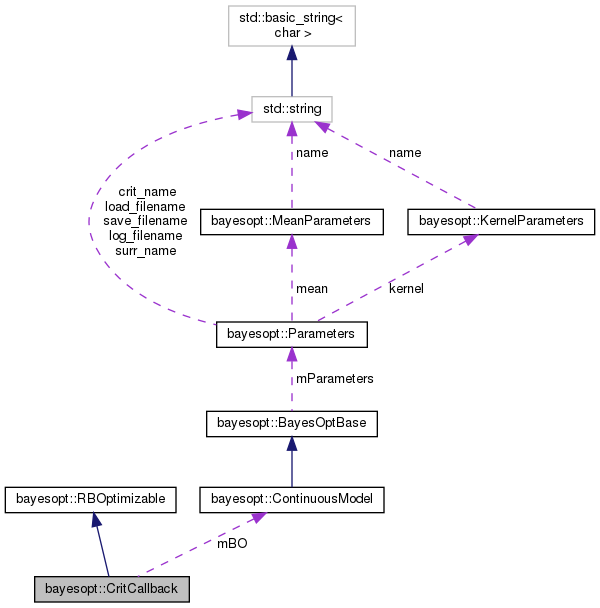 std::basic_string<
char >
std::string
name
name
crit_name
load_filename
save_filename
log_filename
surr_name
bayesopt::MeanParameters
bayesopt::KernelParameters
mean
kernel
bayesopt::Parameters
mParameters
bayesopt::BayesOptBase
bayesopt::RBOptimizable
bayesopt::ContinuousModel
mBO
bayesopt::CritCallback